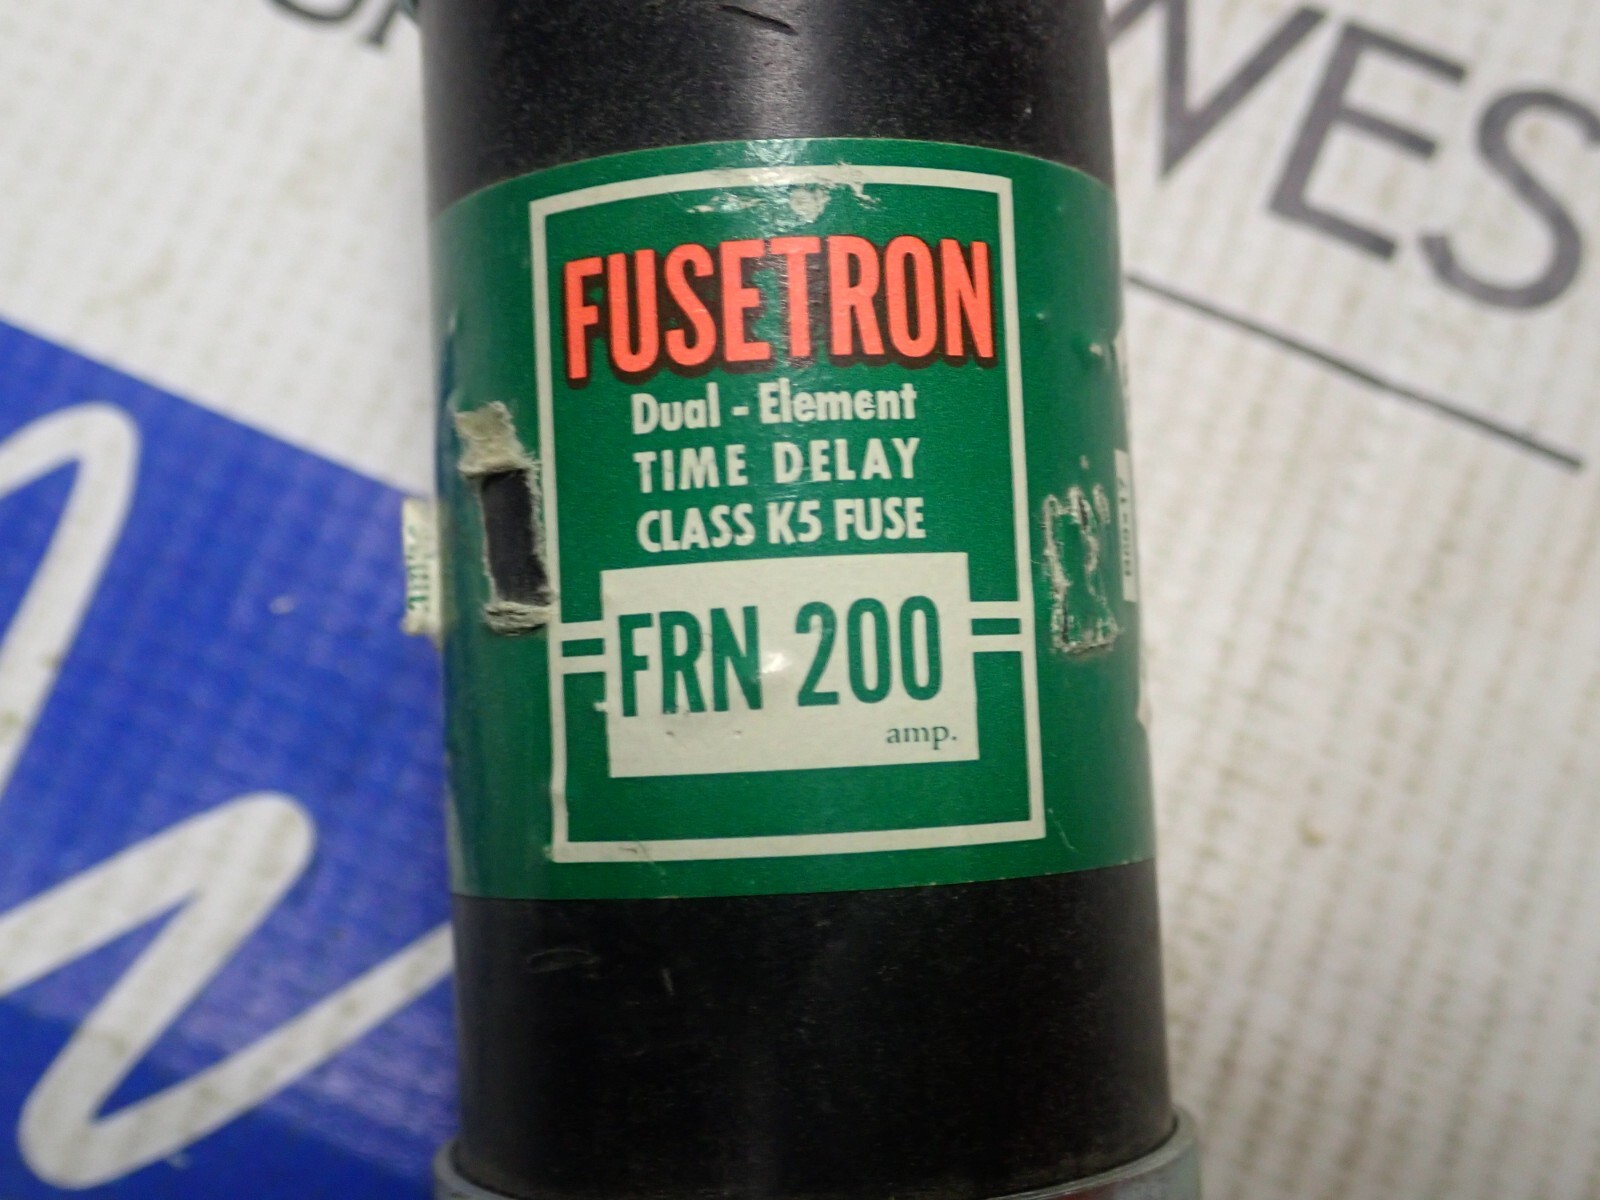 WES
FUSETRON
Dual - Element
TIME DELAY
CLASS K5 FUSE
FRN 200
amp.